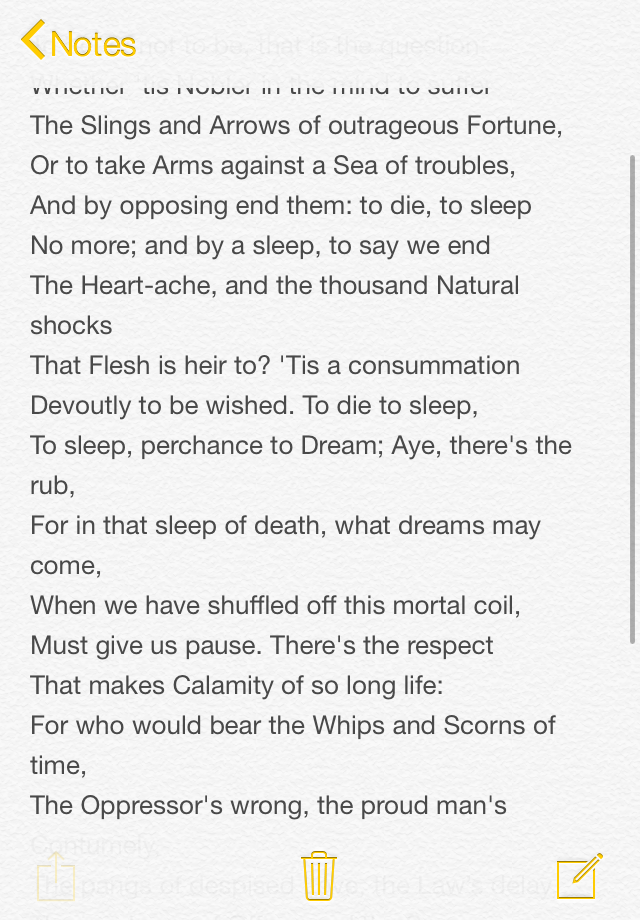 Notes
not to be, that is the question
Whether 'tis Nobler in the mind to suffer
The Slings and Arrows of outrageous Fortune,
Or to take Arms against a Sea of troubles,
And by opposing end them: to die, to sleep
No more; and by a sleep, to say we end
The Heart-ache, and the thousand Natural
shocks
That Flesh is heir to? 'Tis a consummation
Devoutly to be wished. To die to sleep,
To sleep, perchance to Dream; Aye, there's the
rub,
For in that sleep of death, what dreams may
come,
When we have shuffled off this mortal coil,
Must give us pause. There's the respect
That makes Calamity of so long life:
For who would bear the Whips and Scorns of
time,
The Oppressor's wrong, the proud man's
Contumely,
The pangs of despised the Law's delay,